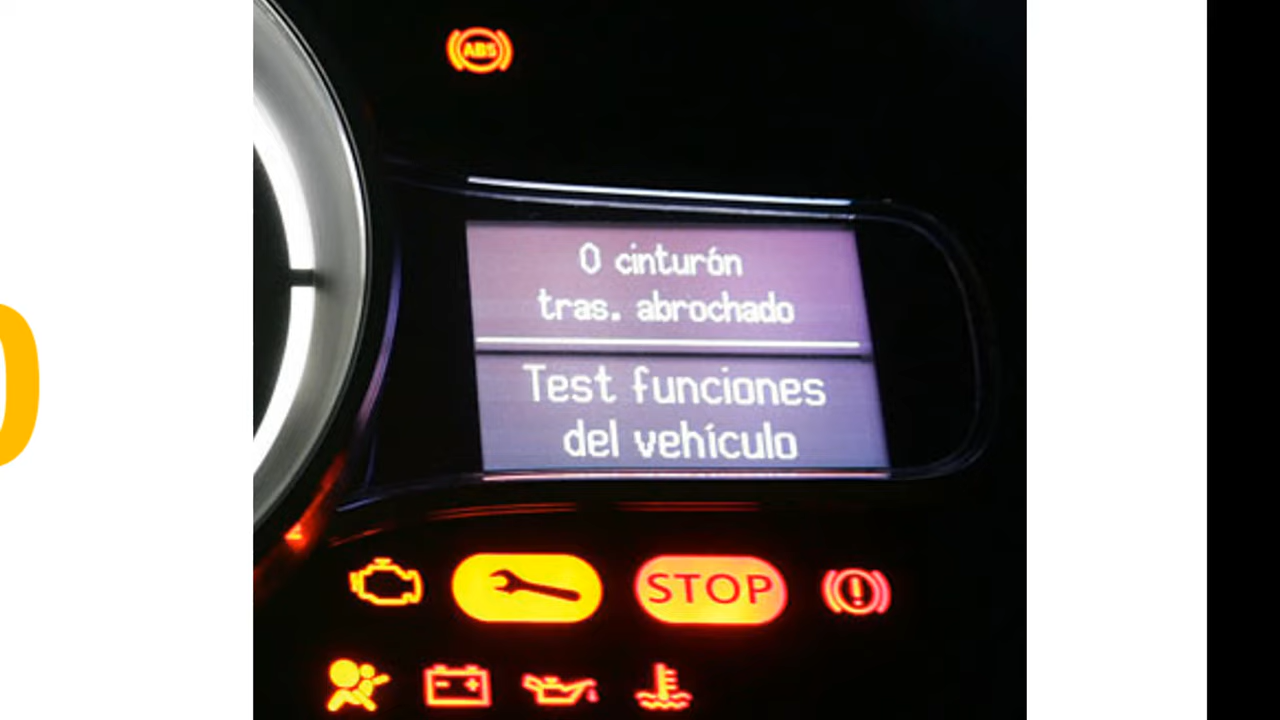 ABS
0 cinturón
tras. abrochado
Test funciones
del vehículo
STOP